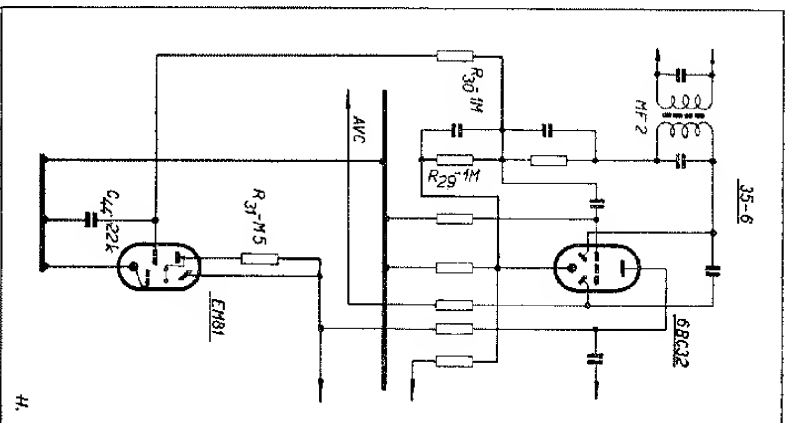 35-6
MF 2
R30-1M
R29-1M
AVC
6BC32
R31-M5
C44-22k
EM81
H.